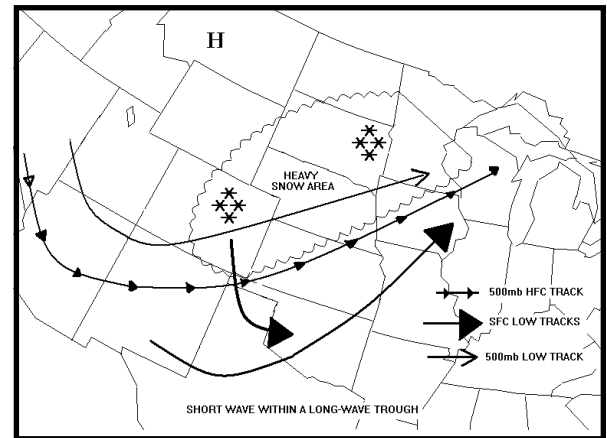 H
HEAVY
SNOW AREA
500mb HFC TRACK
SFC LOW TRACKS
500mb LOW TRACK
SHORT WAVE WITHIN A LONG-WAVE TROUGH